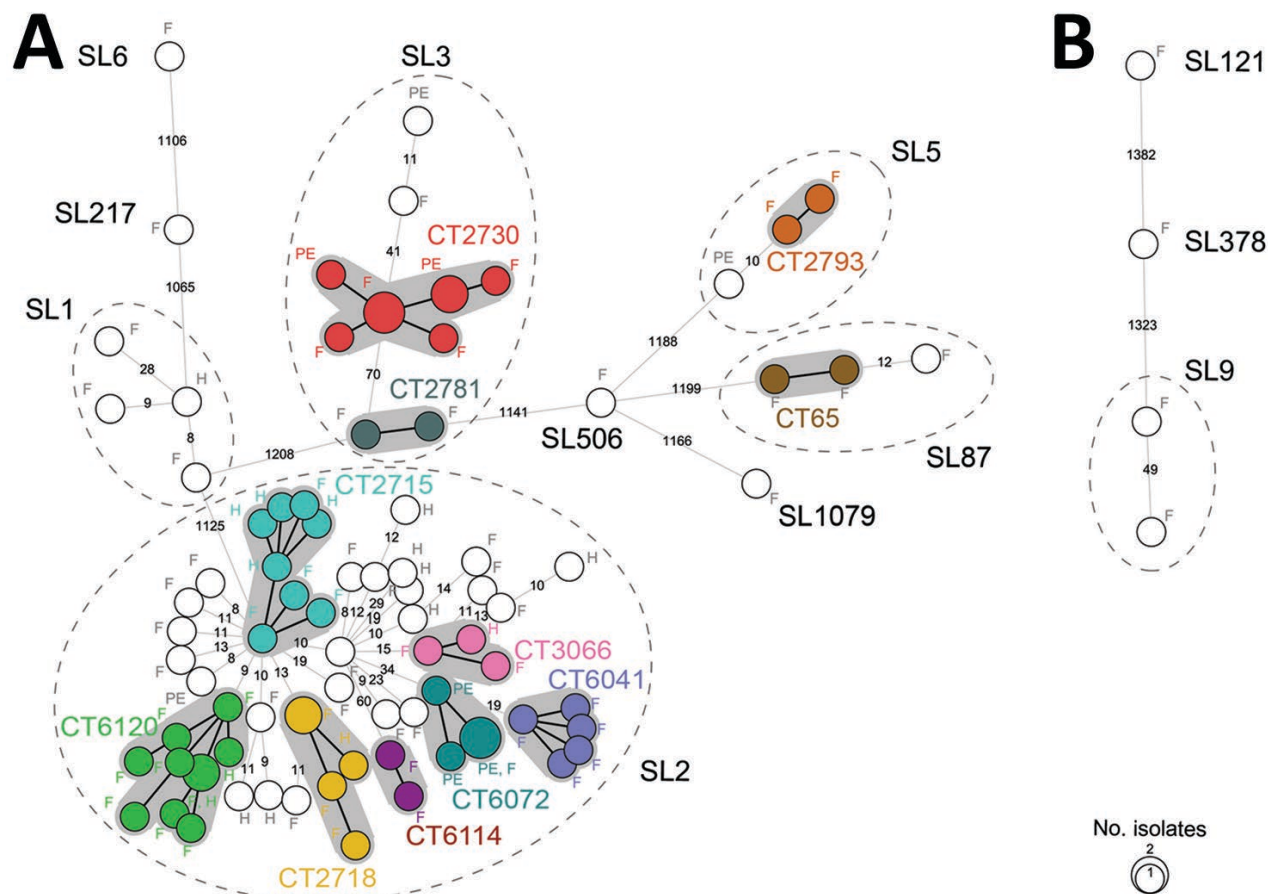 A
B
F
SL6
SL3
F
SL121
PE
1106
1382
11
SL5
F
SL217
F
F
F
F
SL378
CT2730
41
PE
PE
F
F
PE
10
CT2793
1065
1323
SL1
F
F
F
1188
28
H
SL9
F
70
F
12
F
9
CT2781
1199
F
F
F
F
F
CT65
8
1141
SL506
49
F
1208
1166
SL87
F
SL1079
CT2715
F
H
H
H
1125
12
F
F
H
H
F
H
F
F
H
F
8
F
8
12
29
14
F
10
F
11
F
19
F
11
13
F
H
F
11
10
H
F
13
10
15
F
CT3066
8
19
34
F
9
10
13
F
9
23
PE
CT6041
PE
F
F
F
60
19
F
CT6120
F
F
F
F
H
F
F
F
F
F
F
H
F
F
PE
PE, F
11
9
11
F
SL2
F, H
CT6072
F
H
H
F
F
F
CT6114
F
CT2718
No. isolates
2
1